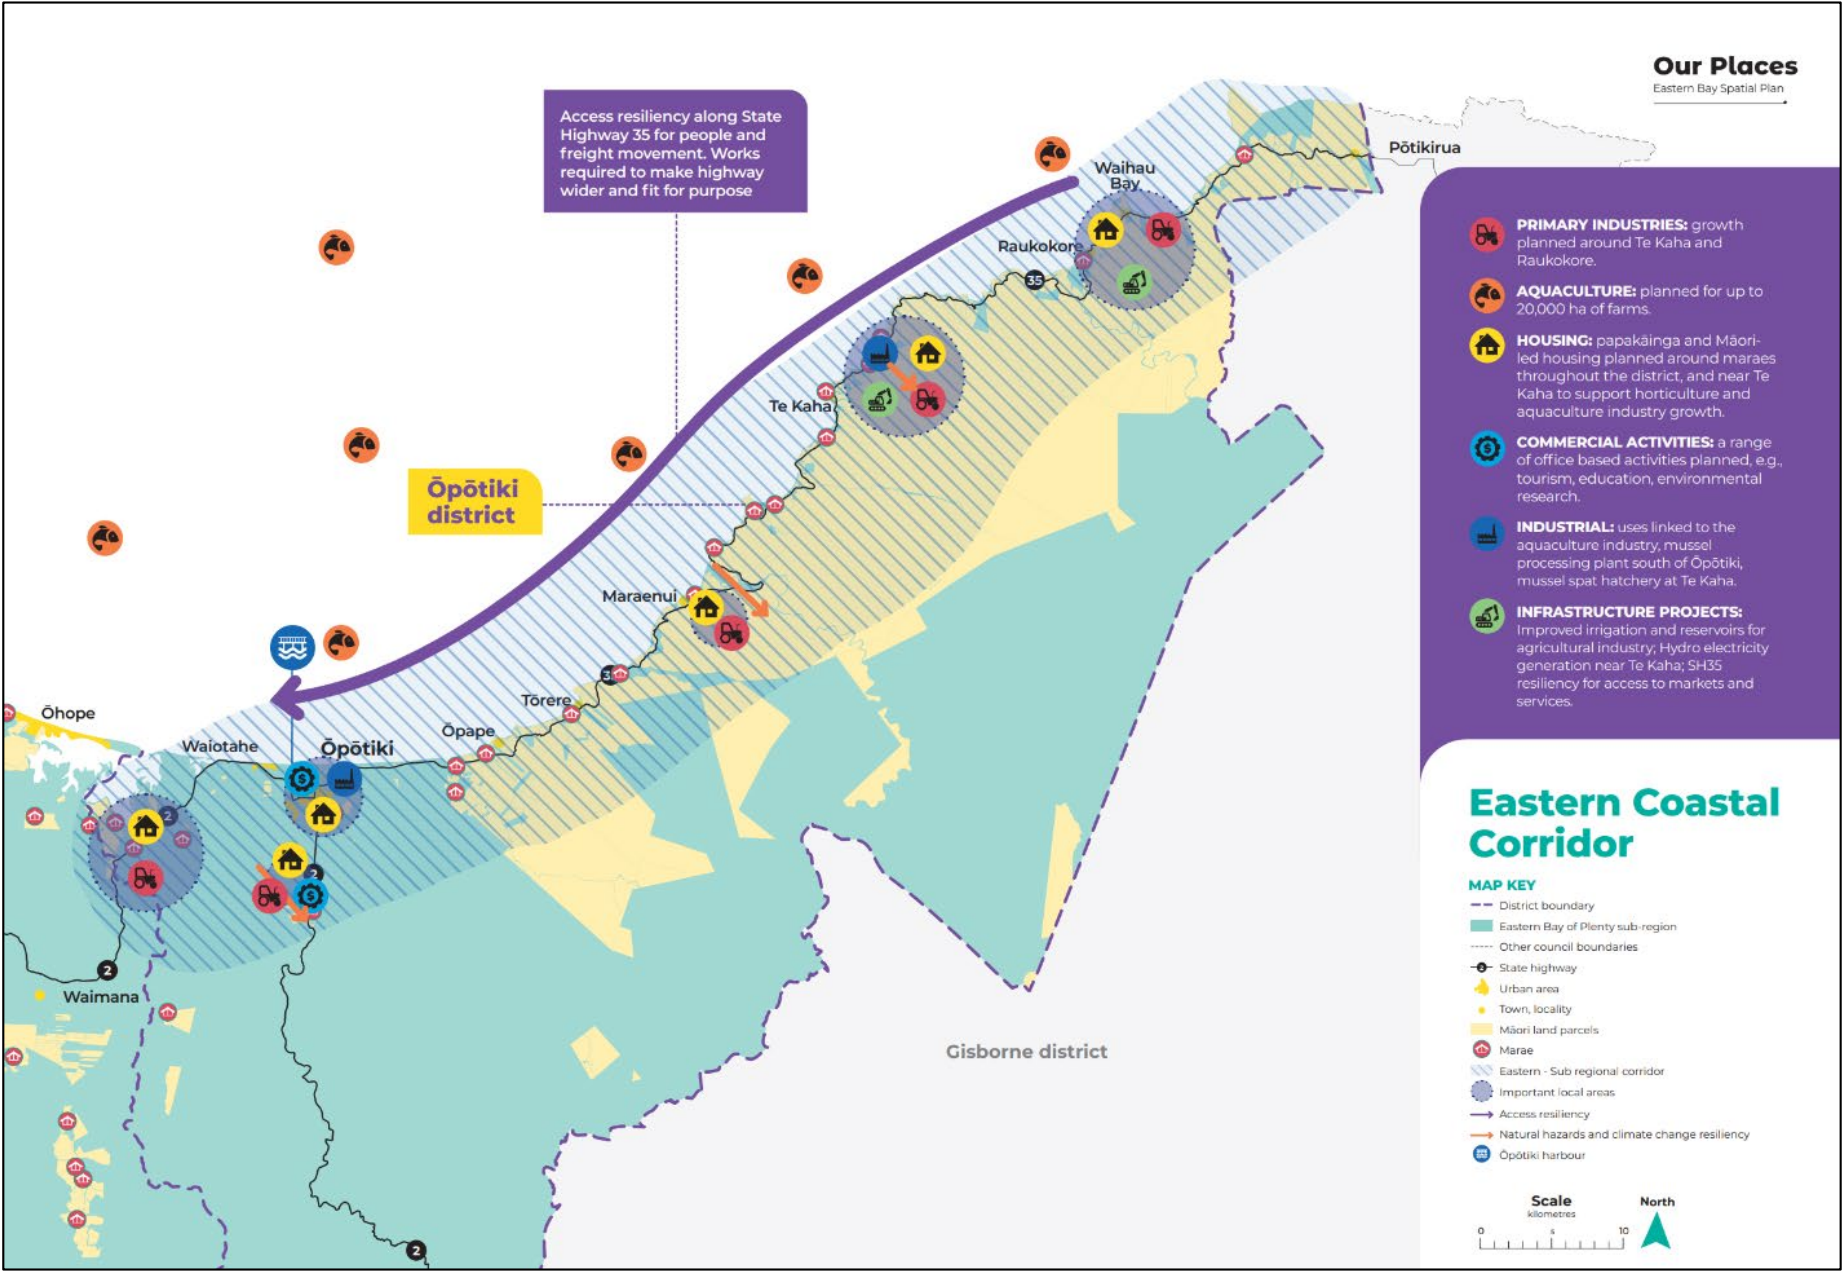 Our Places
Eastern Bay Spatial Plan
Access resiliency along State
Highway 35 for people and
freight movement. Works
required to make highway
wider and fit for purpose
Pōtikirua
Waihau
Bay
Raukokore
35
Te Kaha
Ōpōtiki
district
Maraenui
3
Tōrere
Ōpape
Ōhope
Waiotahe
Ōpōtiki
2
2
2
Waimana
2
Gisborne district
PRIMARY INDUSTRIES: growth
planned around Te Kaha and
Raukokore.
AQUACULTURE: planned for up to
20,000 ha of farms.
HOUSING: papakāinga and Māori-
led housing planned around maraes
throughout the district, and near Te
Kaha to support horticulture and
aquaculture industry growth.
COMMERCIAL ACTIVITIES: a range
of office based activities planned, e.g.,
tourism, education, environmental
research.
INDUSTRIAL: uses linked to the
aquaculture industry, mussel
processing plant south of Ōpōtiki,
mussel spat hatchery at Te Kaha.
INFRASTRUCTURE PROJECTS:
Improved irrigation and reservoirs for
agricultural industry; Hydro electricity
generation near Te Kaha; SH35
resiliency for access to markets and
services.
Eastern Coastal
Corridor
MAP KEY
District boundary
Eastern Bay of Plenty sub-region
Other council boundaries
2 State highway
Urban area
Town, locality
Māori land parcels
Marae
Eastern - Sub regional corridor
Important local areas
Access resiliency
Natural hazards and climate change resiliency
Ōpōtiki harbour
Scale
kilometres
0 5 10
North